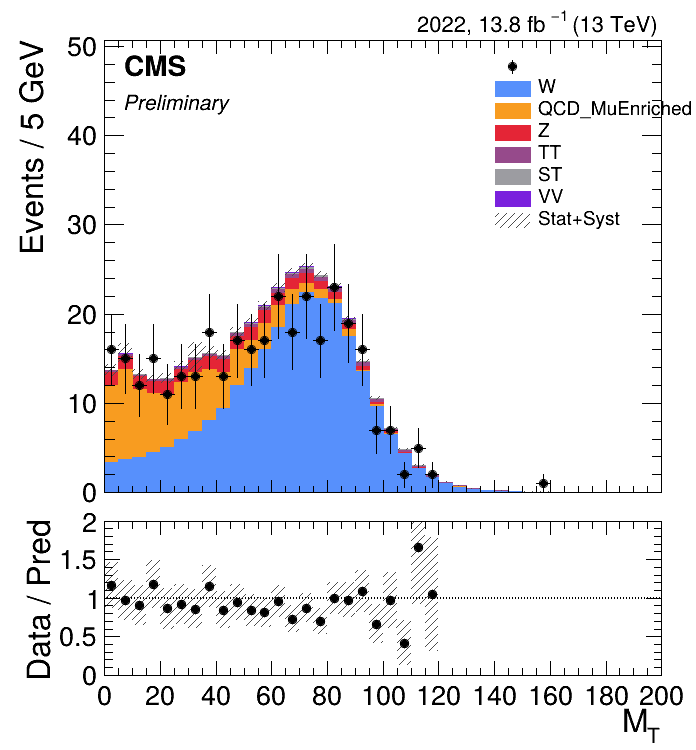 2022, 13.8 fb⁻¹ (13 TeV)
Events / 5 GeV
50
40
30
20
10
0
CMS
Preliminary
W
QCD_MuEnriched
Z
TT
ST
VV
Stat+Syst
Data / Pred
2
1.5
1
0.5
0
0 20 40 60 80 100 120 140 160 180 200
M_T